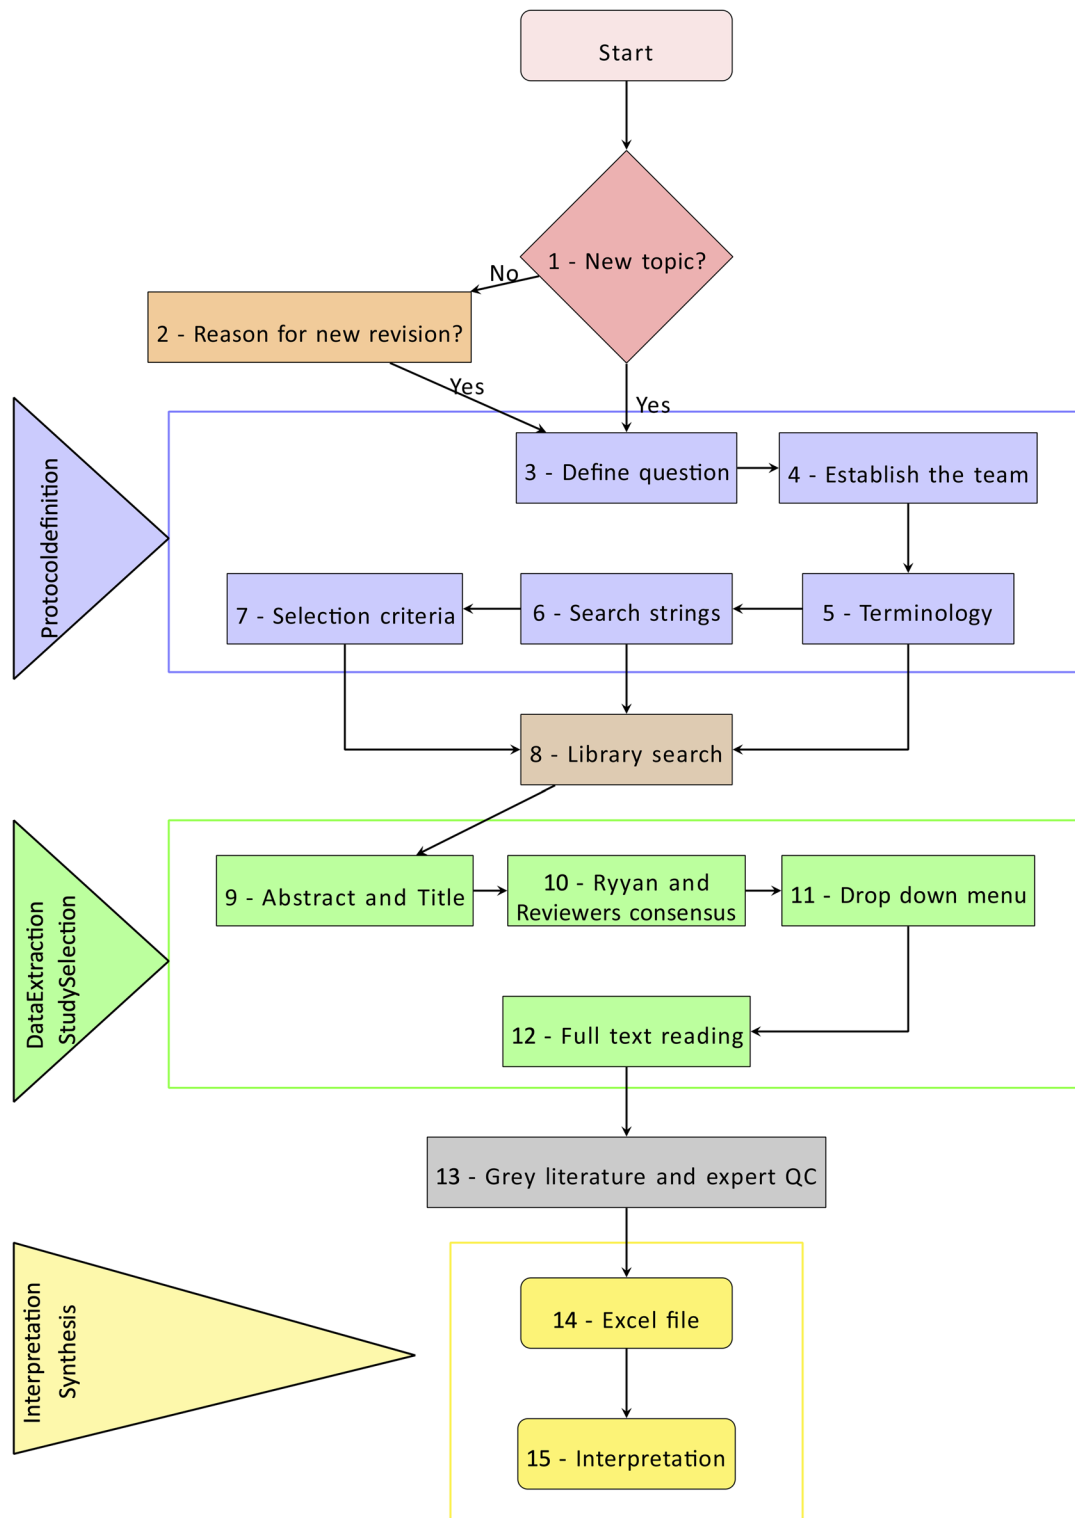 Start
1 - New topic?
No
2 - Reason for new revision?
Yes
Yes
Protocoldefinition
3 - Define question
4 - Establish the team
7 - Selection criteria
6 - Search strings
5 - Terminology
8 - Library search
DataExtraction
StudySelection
9 - Abstract and Title
10 - Ryyan and
Reviewers consensus
11 - Drop down menu
12 - Full text reading
13 - Grey literature and expert QC
Interpretation
Synthesis
14 - Excel file
15 - Interpretation